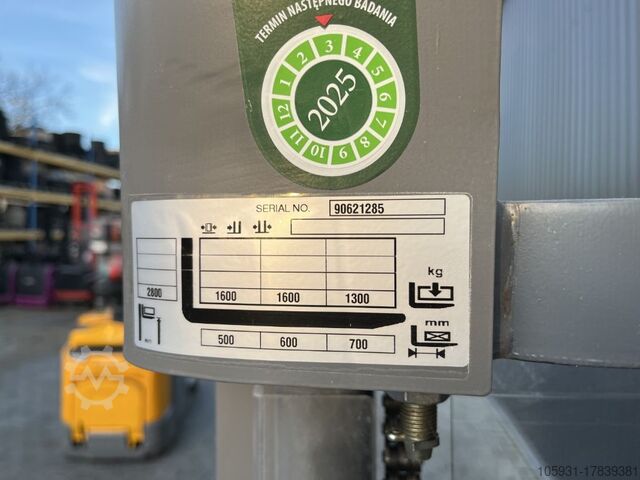 TERMIN NASTĘPNEGO BADANIA
1 2 3 4 5 6 7 8 9 10 11 12
2025
SERIAL NO. 90621285
kg
2800 1600 1600 1300
mm
500 600 700
105931-17839381